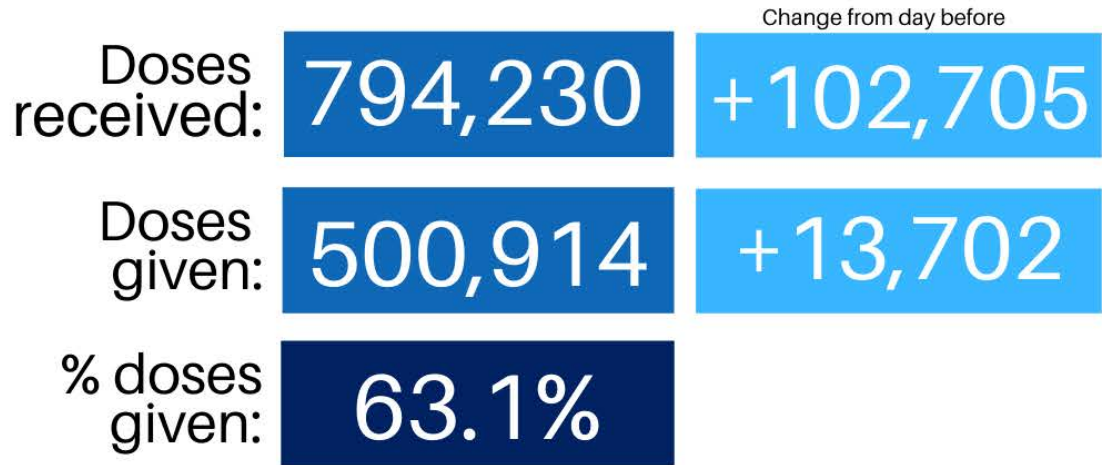 Change from day before
Doses received: 794,230 +102,705
Doses given: 500,914 +13,702
% doses given: 63.1%